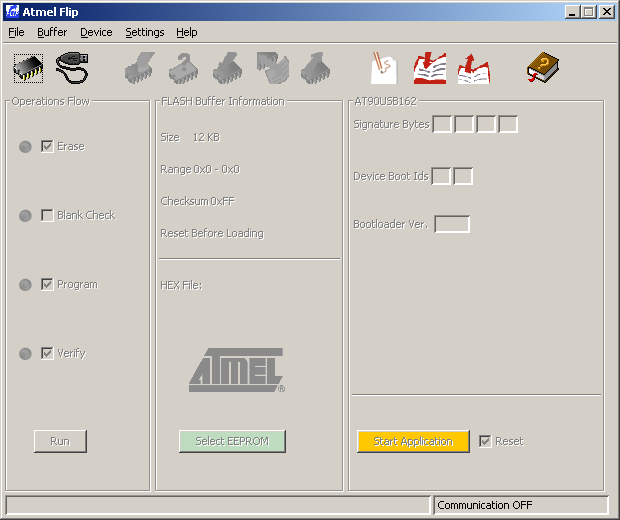 Atmel Flip
File Buffer Device Settings Help
Operations Flow
Erase
Blank Check
Program
Verify
Run
FLASH Buffer Information
Size 12 KB
Range 0x0 - 0x0
Checksum 0xFF
Reset Before Loading
HEX File:
ATMEL®
Select EEPROM
AT90USB162
Signature Bytes
Device Boot Ids
Bootloader Ver.
Start Application
Reset
Communication OFF